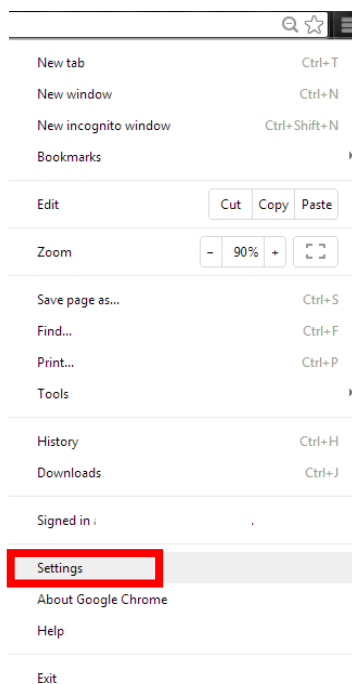 New tab Ctrl+T
New window Ctrl+N
New incognito window Ctrl+Shift+N
Bookmarks
Edit Cut Copy Paste
Zoom - 90% +
Save page as... Ctrl+S
Find... Ctrl+F
Print... Ctrl+P
Tools
History Ctrl+H
Downloads Ctrl+J
Signed in
Settings
About Google Chrome
Help
Exit